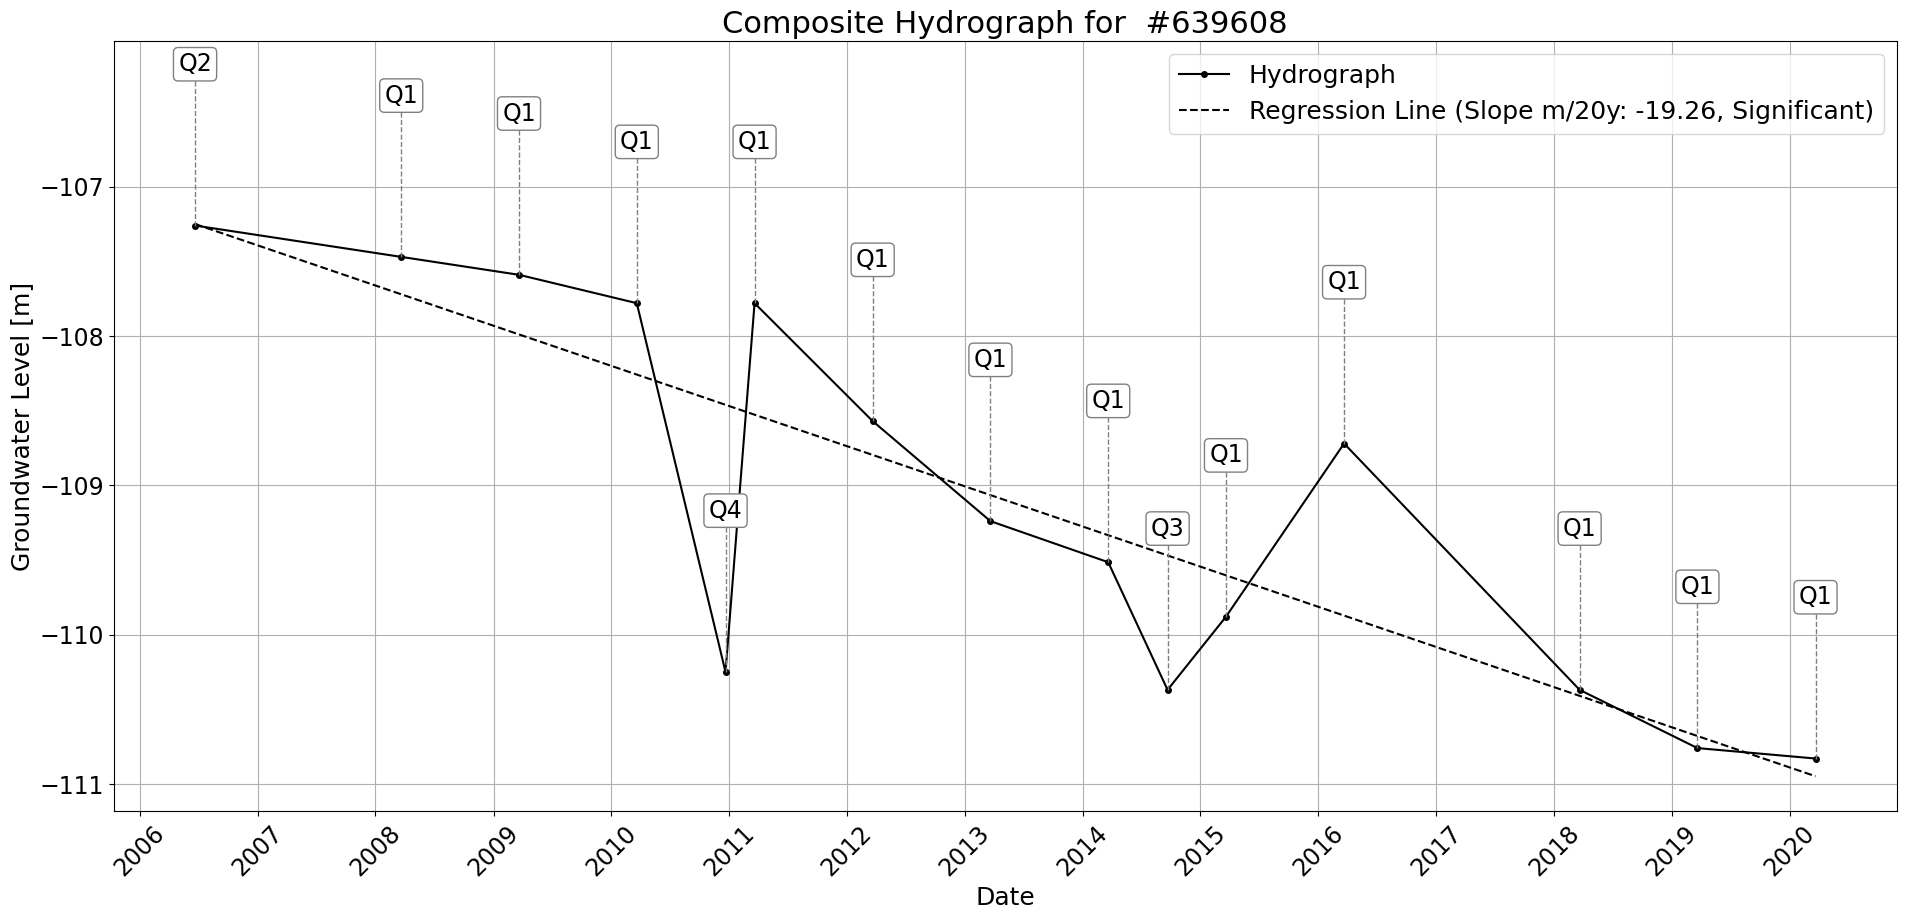 Composite Hydrograph for  #639608
Hydrograph
Regression Line (Slope m/20y: -19.26, Significant)
Q2
Q1
Q1
Q1
Q1
Q1
Q1
Q1
Q1
Q1
Q4
Q3
Q1
Q1
Q1
Groundwater Level [m]
−107
−108
−109
−110
−111
2006
2007
2008
2009
2010
2011
2012
2013
2014
2015
2016
2017
2018
2019
2020
Date